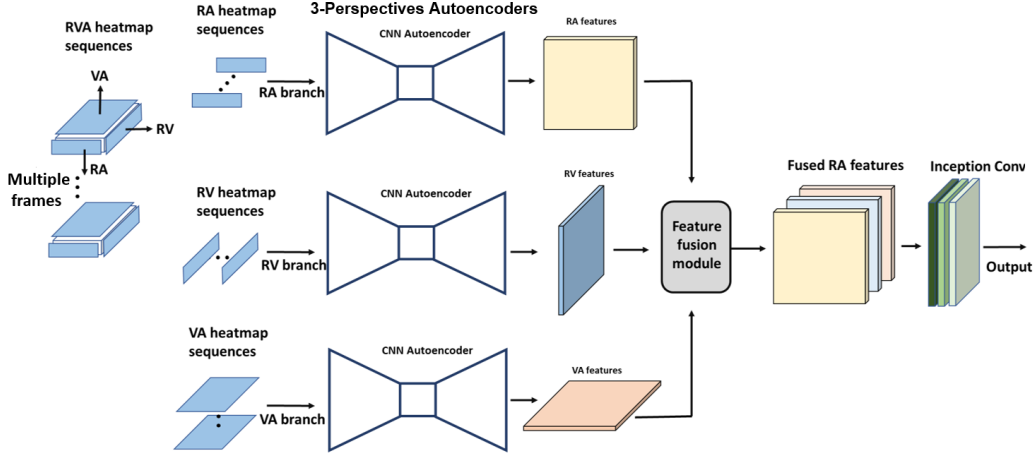 3-Perspectives Autoencoders
RVA heatmap
sequences
VA
RV
RA
Multiple
frames
RA heatmap
sequences
RA branch
CNN Autoencoder
RA features
RV heatmap
sequences
RV branch
CNN Autoencoder
RV features
VA heatmap
sequences
VA branch
CNN Autoencoder
VA features
Feature
fusion
module
Fused RA features
Inception Conv
Output